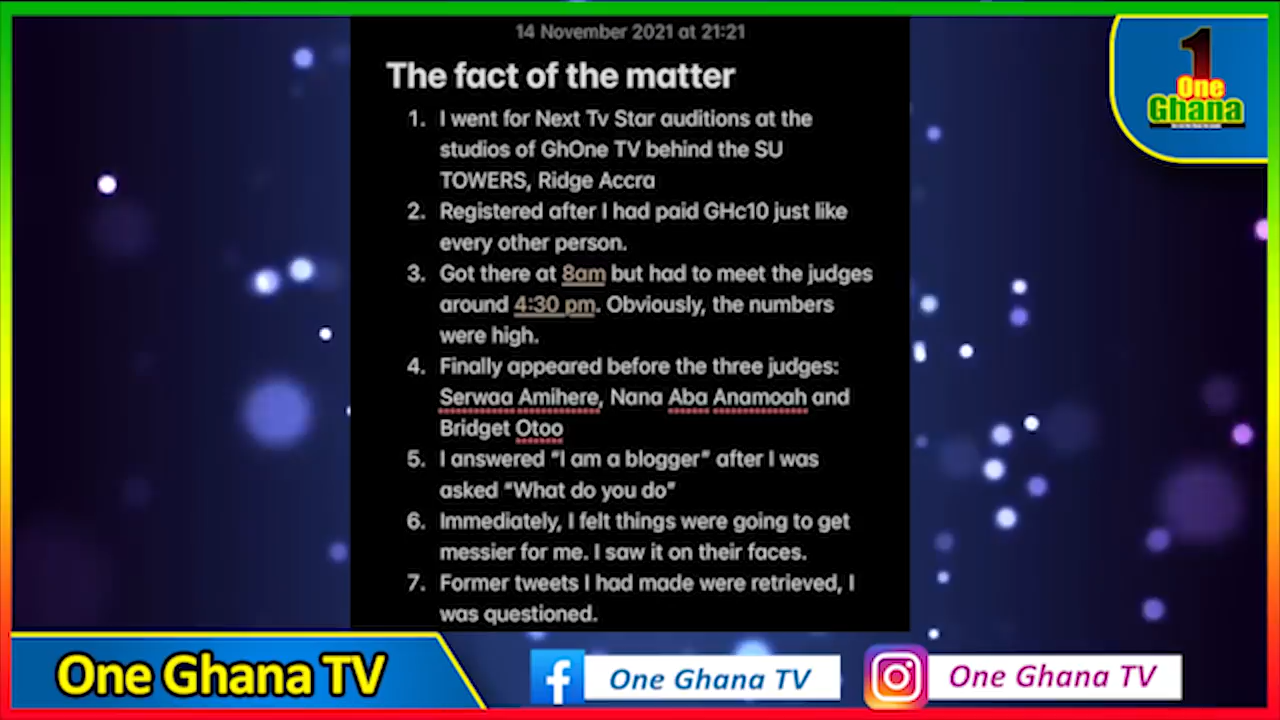 14 November 2021 at 21:21
The fact of the matter
1. I went for Next Tv Star auditions at the
studios of GhOne TV behind the SU
TOWERS, Ridge Accra
2. Registered after I had paid GHc10 just like
every other person.
3. Got there at 8am but had to meet the judges
around 4:30 pm. Obviously, the numbers
were high.
4. Finally appeared before the three judges:
Serwaa Amihere, Nana Aba Anamoah and
Bridget Otoo
5. I answered “I am a blogger” after I was
asked “What do you do”
6. Immediately, I felt things were going to get
messier for me. I saw it on their faces.
7. Former tweets I had made were retrieved, I
was questioned.
1
One
Ghana
One Ghana TV
f One Ghana TV
One Ghana TV